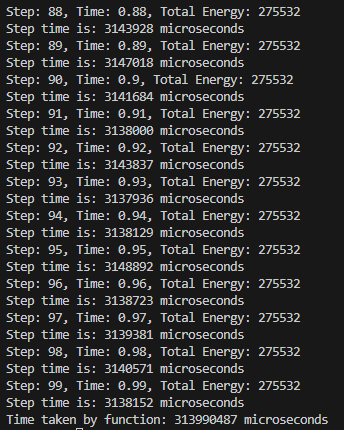 Step: 88, Time: 0.88, Total Energy: 275532
Step time is: 3143928 microseconds
Step: 89, Time: 0.89, Total Energy: 275532
Step time is: 3147018 microseconds
Step: 90, Time: 0.9, Total Energy: 275532
Step time is: 3141684 microseconds
Step: 91, Time: 0.91, Total Energy: 275532
Step time is: 3138000 microseconds
Step: 92, Time: 0.92, Total Energy: 275532
Step time is: 3143837 microseconds
Step: 93, Time: 0.93, Total Energy: 275532
Step time is: 3137936 microseconds
Step: 94, Time: 0.94, Total Energy: 275532
Step time is: 3138129 microseconds
Step: 95, Time: 0.95, Total Energy: 275532
Step time is: 3148892 microseconds
Step: 96, Time: 0.96, Total Energy: 275532
Step time is: 3138723 microseconds
Step: 97, Time: 0.97, Total Energy: 275532
Step time is: 3139381 microseconds
Step: 98, Time: 0.98, Total Energy: 275532
Step time is: 3140571 microseconds
Step: 99, Time: 0.99, Total Energy: 275532
Step time is: 3138152 microseconds
Time taken by function: 313990487 microseconds